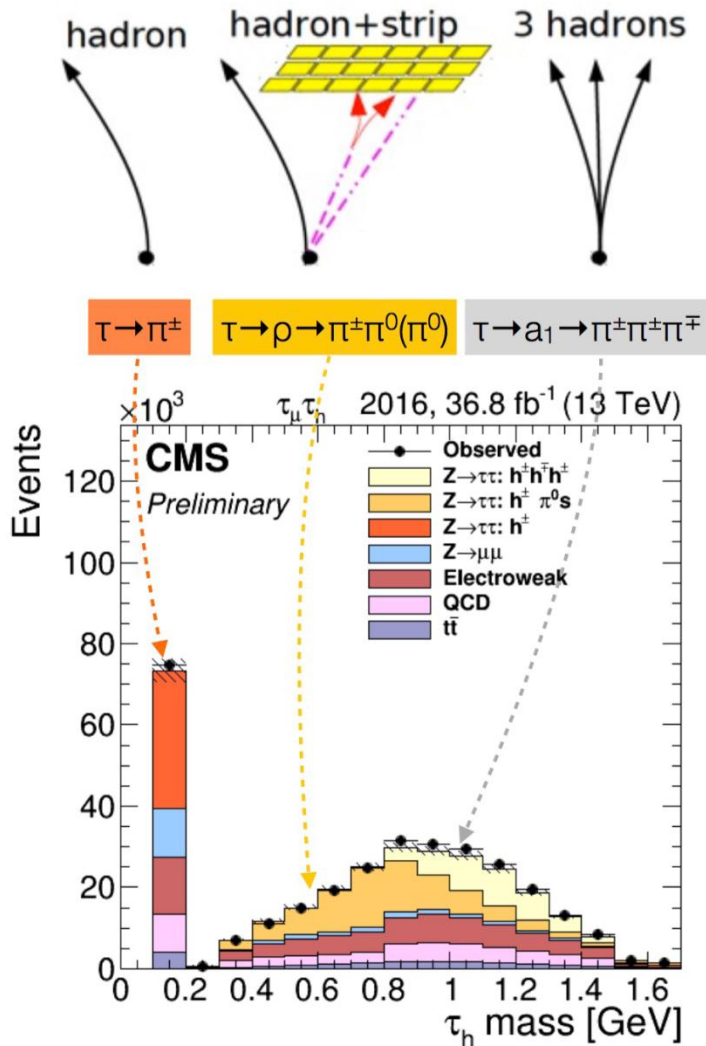 hadron
hadron+strip
3 hadrons
τ→π±
τ→ρ→π±π⁰(π⁰)
τ→a₁→π±π±π∓
×10³
τμτh
2016, 36.8 fb⁻¹ (13 TeV)
Events
CMS
Preliminary
Observed
Z→ττ: h±h∓h±
Z→ττ: h± π⁰s
Z→ττ: h±
Z→μμ
Electroweak
QCD
tt̄
120
100
80
60
40
20
0
0
0.2
0.4
0.6
0.8
1
1.2
1.4
1.6
τh mass [GeV]